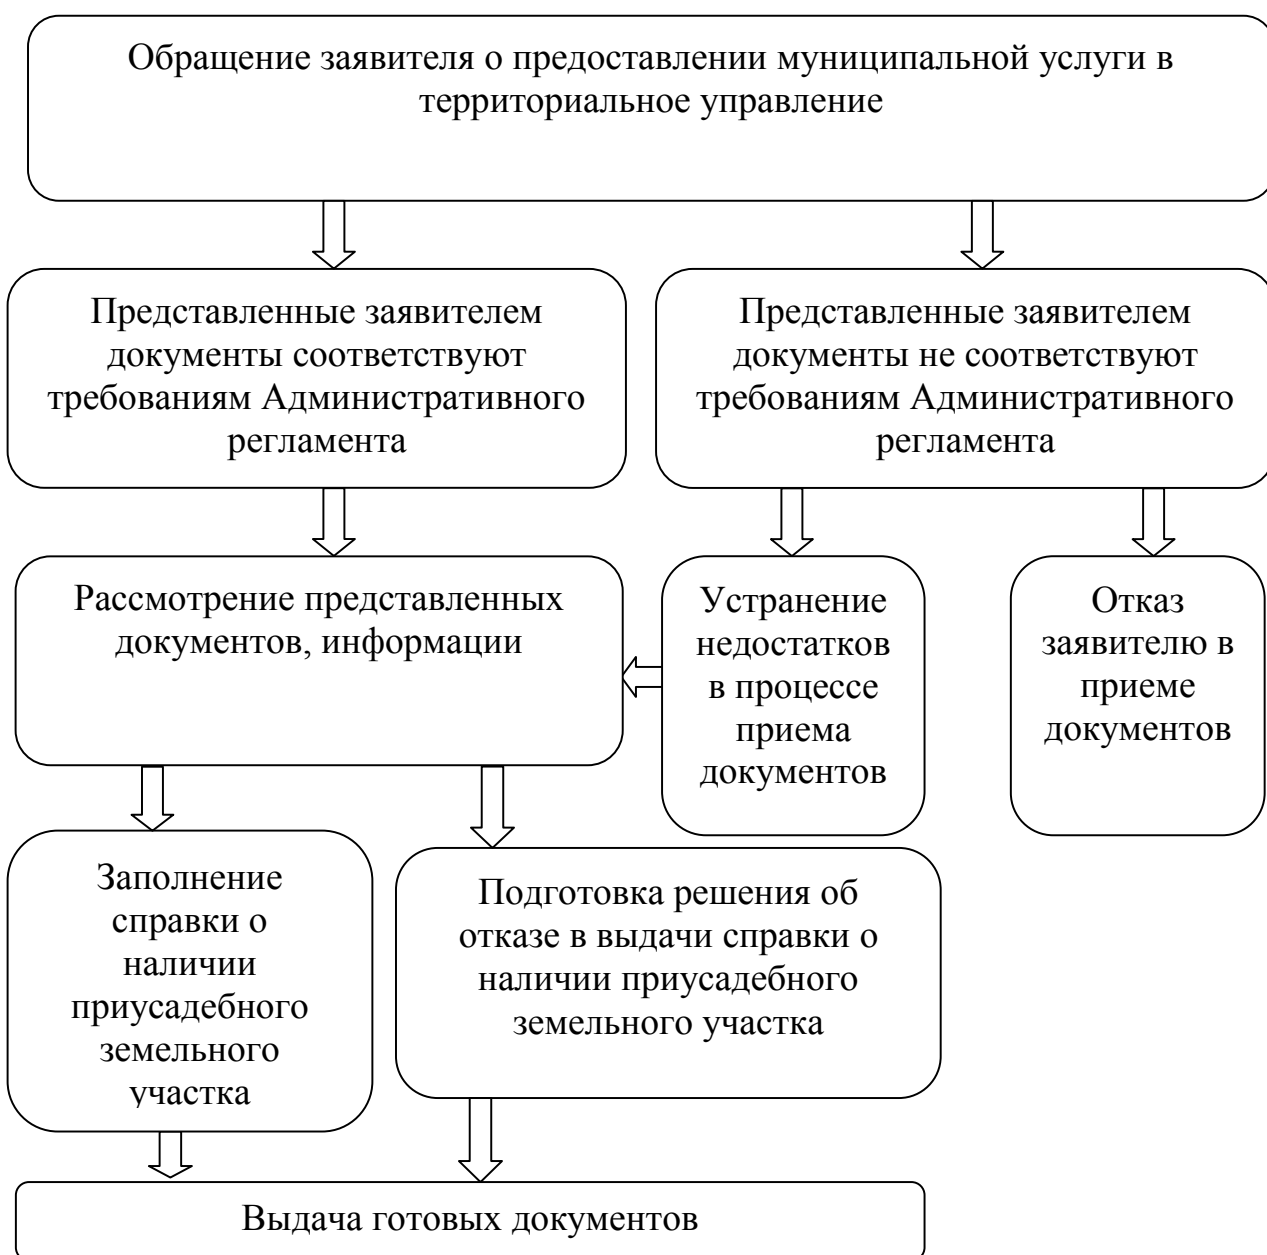 Обращение заявителя о предоставлении муниципальной услуги в
территориальное управление
Представленные заявителем
документы соответствуют
требованиям Административного
регламента
Представленные заявителем
документы не соответствуют
требованиям Административного
регламента
Рассмотрение представленных
документов, информации
Устранение
недостатков
в процессе
приема
документов
Отказ
заявителю в
приеме
документов
Заполнение
справки о
наличии
приусадебного
земельного
участка
Подготовка решения об
отказе в выдачи справки о
наличии приусадебного
земельного участка
Выдача готовых документов